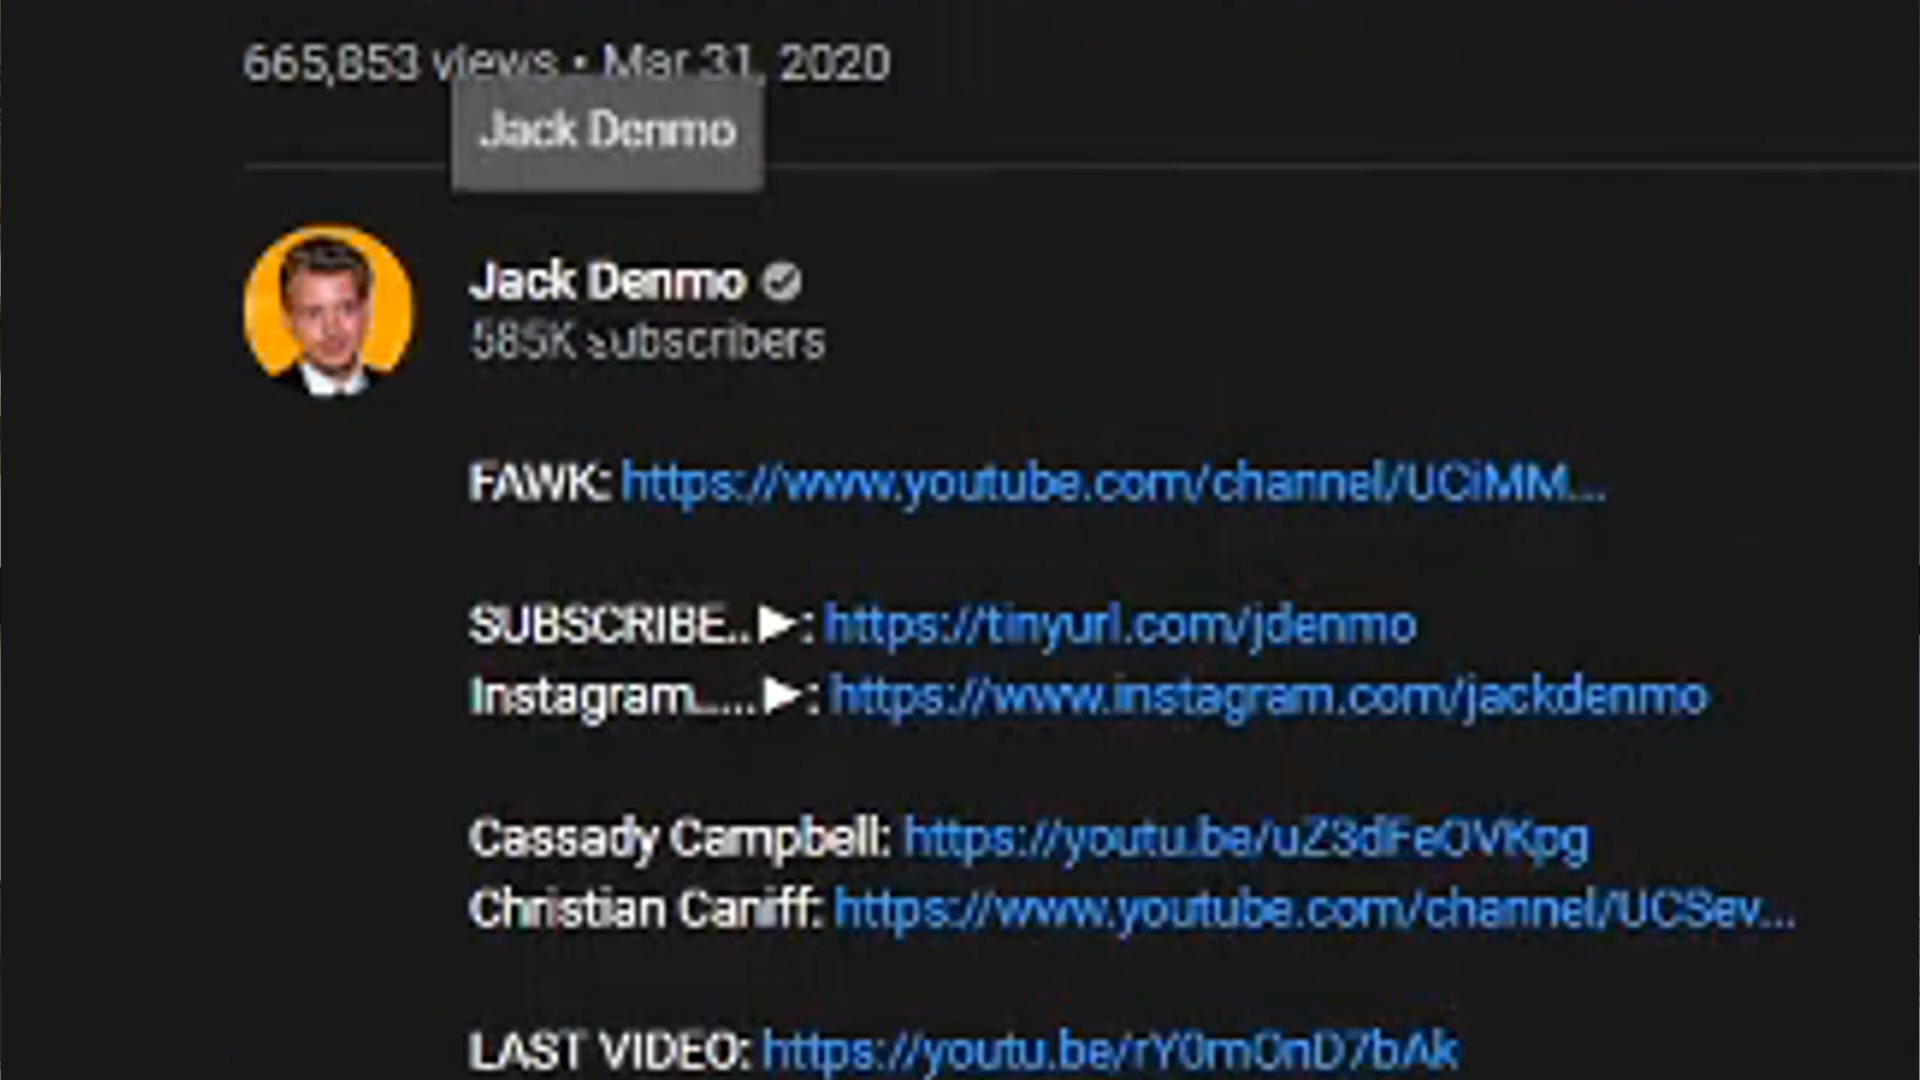 665,853 views • Mar 31, 2020
Jack Denmo
Jack Denmo
585K subscribers
FAWK: https://www.youtube.com/channel/UCiMM...
SUBSCRIBE..►: https://tinyurl.com/jdenmo
Instagram.....►: https://www.instagram.com/jackdenmo
Cassady Campbell: https://youtu.be/uZ3dFeOVKpg
Christian Caniff: https://www.youtube.com/channel/UCSev...
LAST VIDEO: https://youtu.be/rY0mOnD7bAk